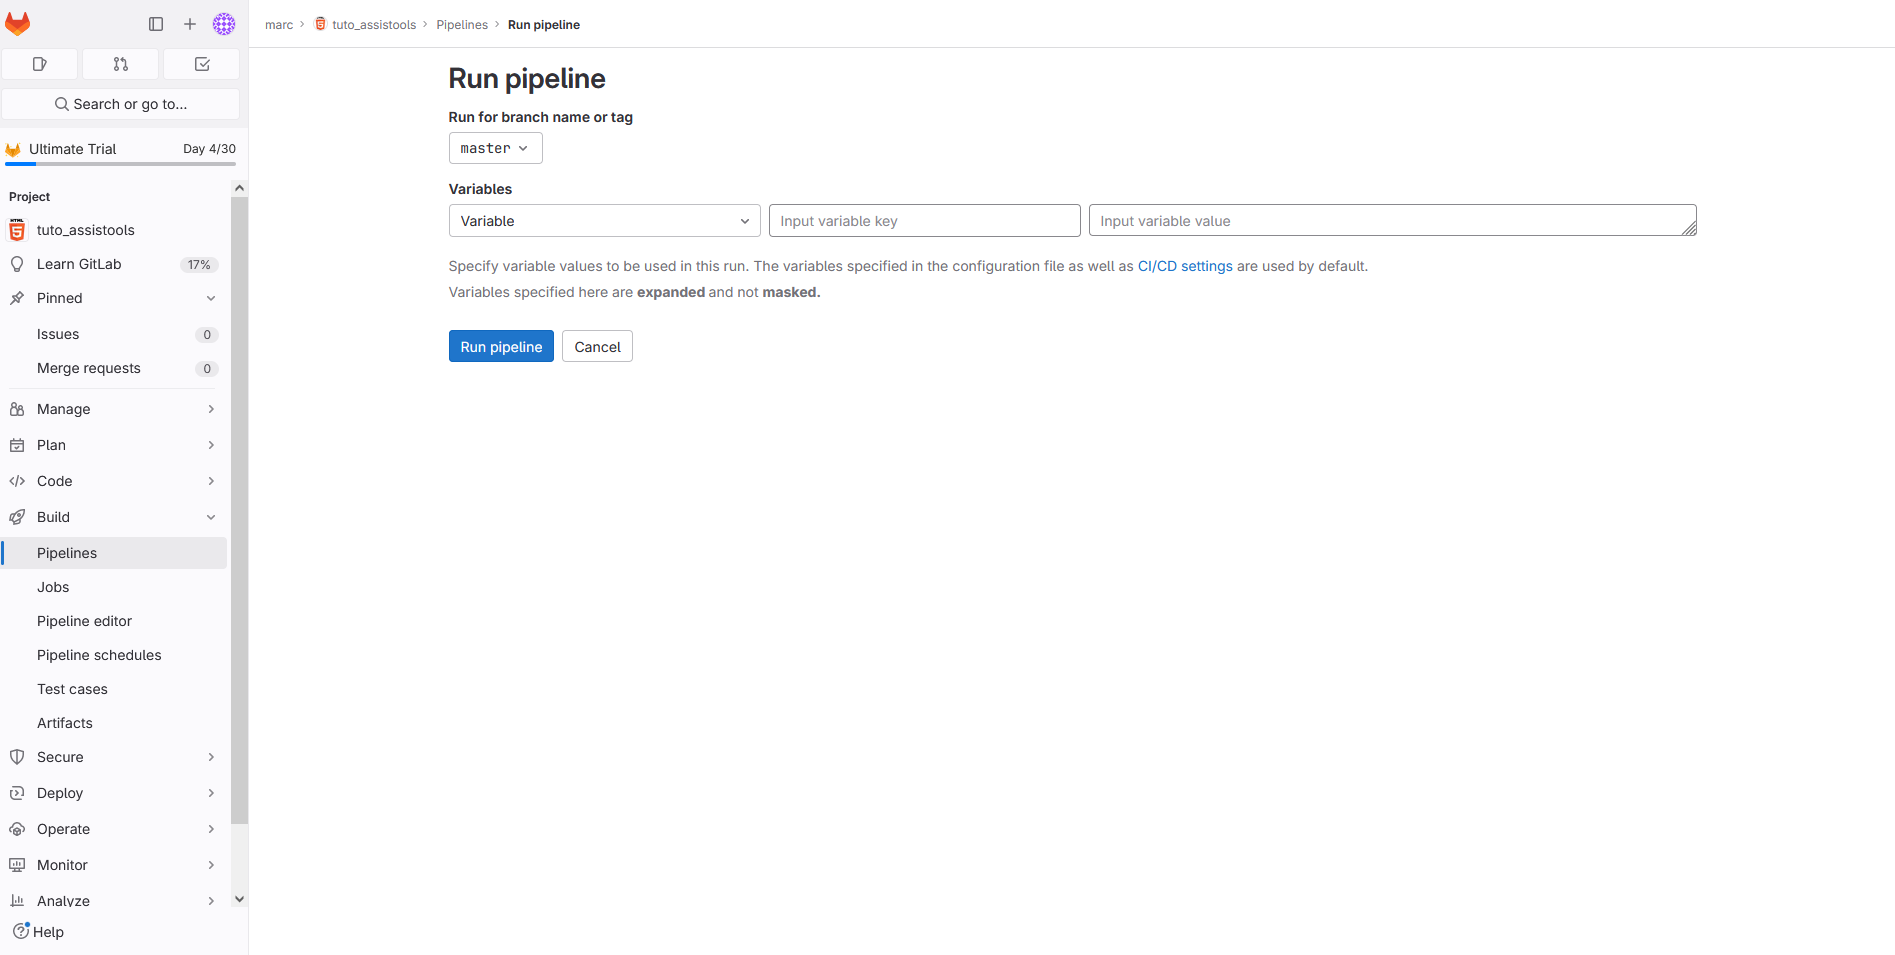 marc > tuto_assistools > Pipelines > Run pipeline
Search or go to...
Ultimate Trial Day 4/30
Project
tuto_assistools
Learn GitLab 17%
Pinned
Issues 0
Merge requests 0
Manage
Plan
Code
Build
Pipelines
Jobs
Pipeline editor
Pipeline schedules
Test cases
Artifacts
Secure
Deploy
Operate
Monitor
Analyze
Help
Run pipeline
Run for branch name or tag
master
Variables
Variable Input variable key Input variable value
Specify variable values to be used in this run. The variables specified in the configuration file as well as CI/CD settings are used by default.
Variables specified here are expanded and not masked.
Run pipeline Cancel